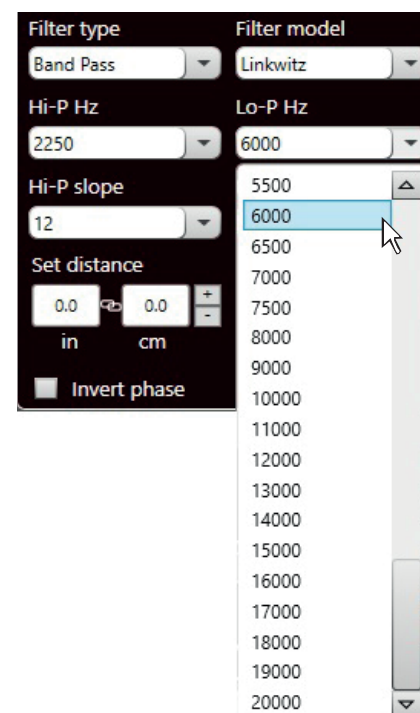 Filter type Filter model
Band Pass Linkwitz
Hi-P Hz Lo-P Hz
2250 6000
Hi-P slope
12
Set distance
0.0 0.0 + -
in cm
Invert phase
5500
6000
6500
7000
7500
8000
9000
10000
11000
12000
13000
14000
15000
16000
17000
18000
19000
20000